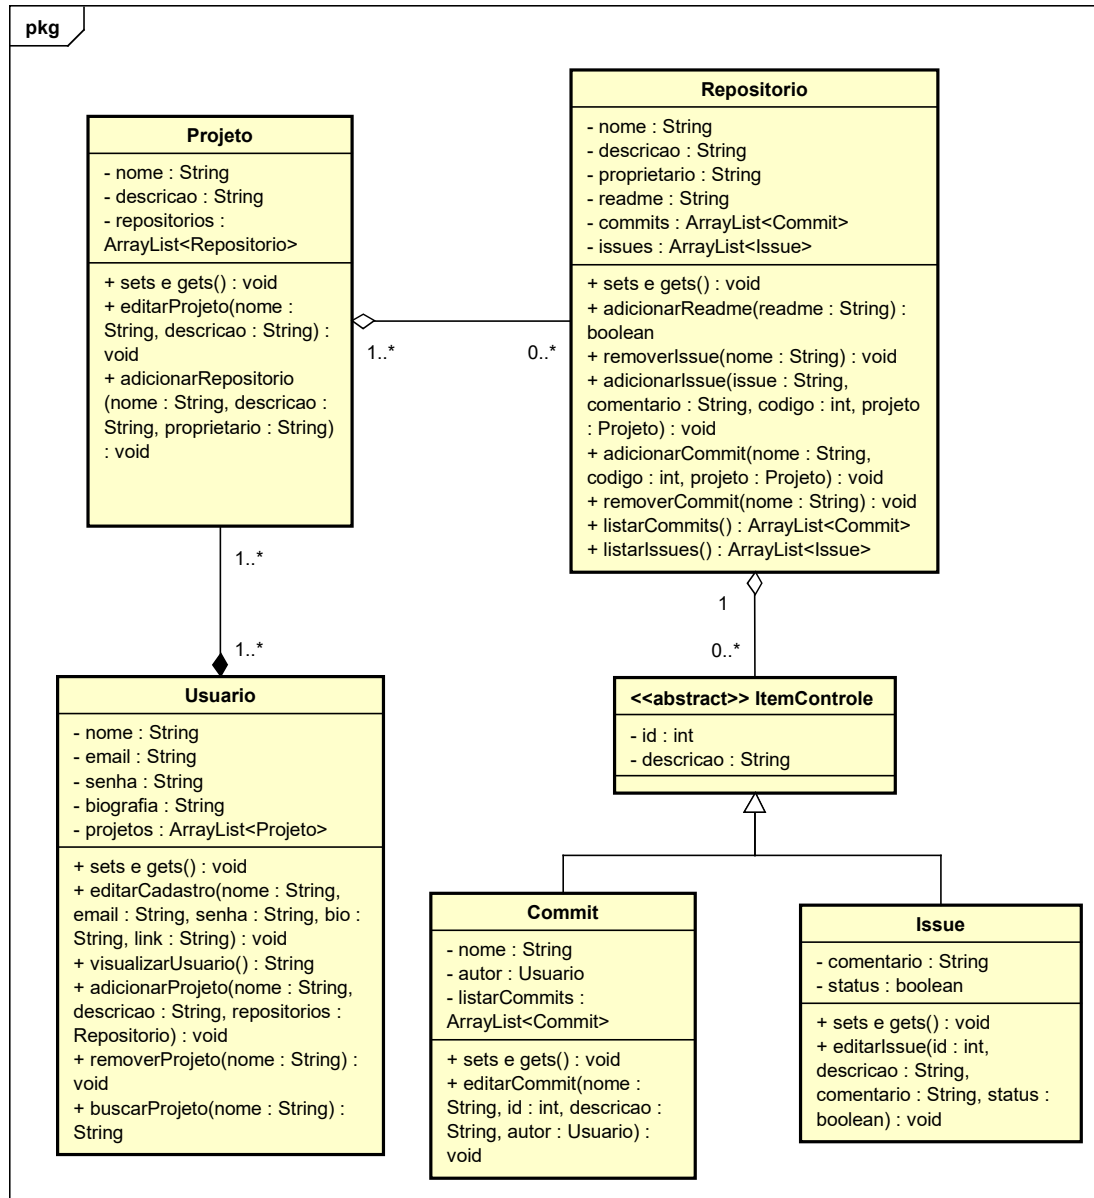 pkg
Projeto
- nome : String
- descricao : String
- repositorios :
ArrayList<Repositorio>
+ sets e gets() : void
+ editarProjeto(nome :
String, descricao : String) :
void
+ adicionarRepositorio
(nome : String, descricao :
String, proprietario : String)
: void
Repositorio
- nome : String
- descricao : String
- proprietario : String
- readme : String
- commits : ArrayList<Commit>
- issues : ArrayList<Issue>
+ sets e gets() : void
+ adicionarReadme(readme : String) :
boolean
+ removerIssue(nome : String) : void
+ adicionarIssue(issue : String,
comentario : String, codigo : int, projeto
: Projeto) : void
+ adicionarCommit(nome : String,
codigo : int, projeto : Projeto) : void
+ removerCommit(nome : String) : void
+ listarCommits() : ArrayList<Commit>
+ listarIssues() : ArrayList<Issue>
1..*
0..*
1..*
1..*
1
0..*
Usuario
- nome : String
- email : String
- senha : String
- biografia : String
- projetos : ArrayList<Projeto>
+ sets e gets() : void
+ editarCadastro(nome : String,
email : String, senha : String, bio :
String, link : String) : void
+ visualizarUsuario() : String
+ adicionarProjeto(nome : String,
descricao : String, repositorios :
Repositorio) : void
+ removerProjeto(nome : String) :
void
+ buscarProjeto(nome : String) :
String
<<abstract>> ItemControle
- id : int
- descricao : String
Commit
- nome : String
- autor : Usuario
- listarCommits :
ArrayList<Commit>
+ sets e gets() : void
+ editarCommit(nome :
String, id : int, descricao :
String, autor : Usuario) :
void
Issue
- comentario : String
- status : boolean
+ sets e gets() : void
+ editarIssue(id : int,
descricao : String,
comentario : String, status :
boolean) : void